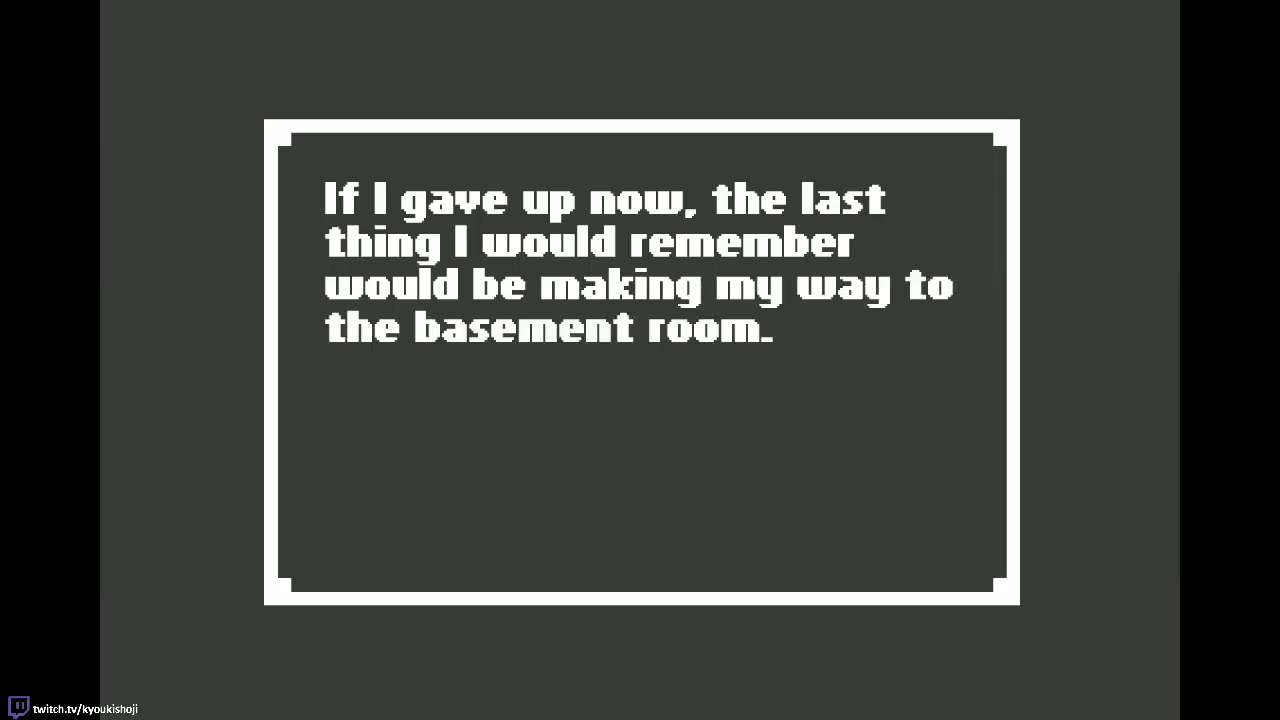 If I gave up now, the last
thing I would remember
would be making my way to
the basement room.
twitch.tv/kyoukishoji